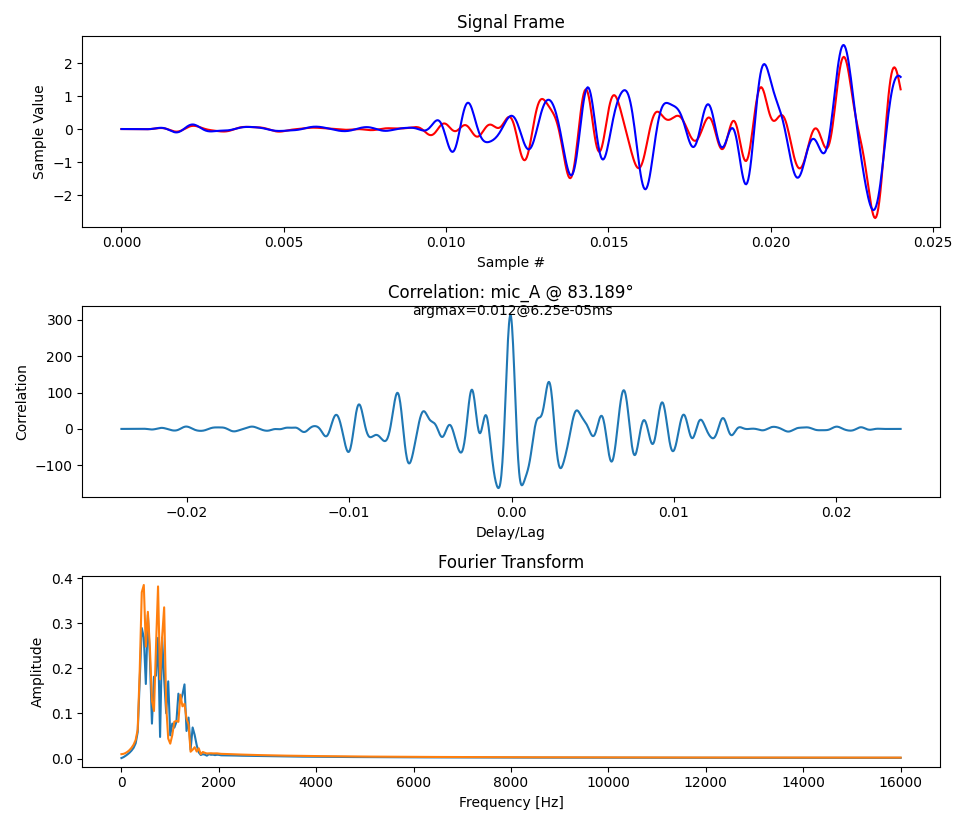 Signal Frame
Sample Value
2
1
0
−1
−2
0.000 0.005 0.010 0.015 0.020 0.025
Sample #
Correlation: mic_A @ 83.189°
argmax=0.012@6.25e-05ms
Correlation
300
200
100
0
−100
−0.02 −0.01 0.00 0.01 0.02
Delay/Lag
Fourier Transform
Amplitude
0.4
0.3
0.2
0.1
0.0
0 2000 4000 6000 8000 10000 12000 14000 16000
Frequency [Hz]